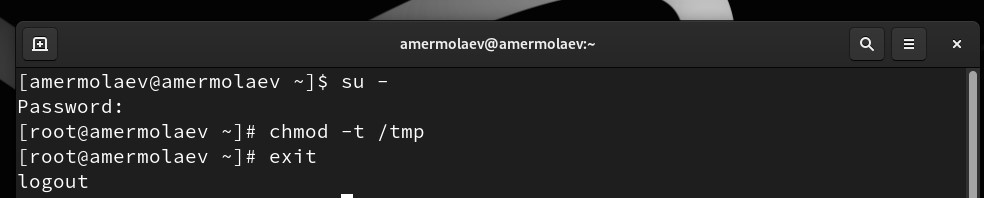 amermolaev@amermolaev:~
[amermolaev@amermolaev ~]$ su -
Password:
[root@amermolaev ~]# chmod -t /tmp
[root@amermolaev ~]# exit
logout